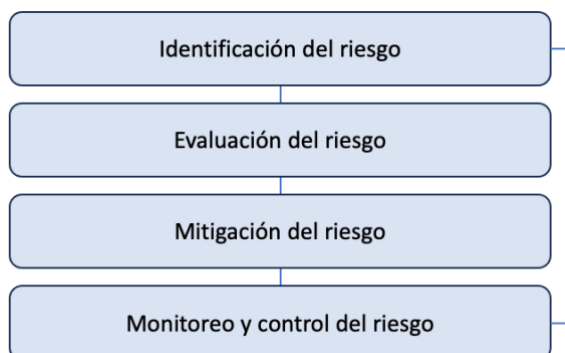 Identificación del riesgo
Evaluación del riesgo
Mitigación del riesgo
Monitoreo y control del riesgo